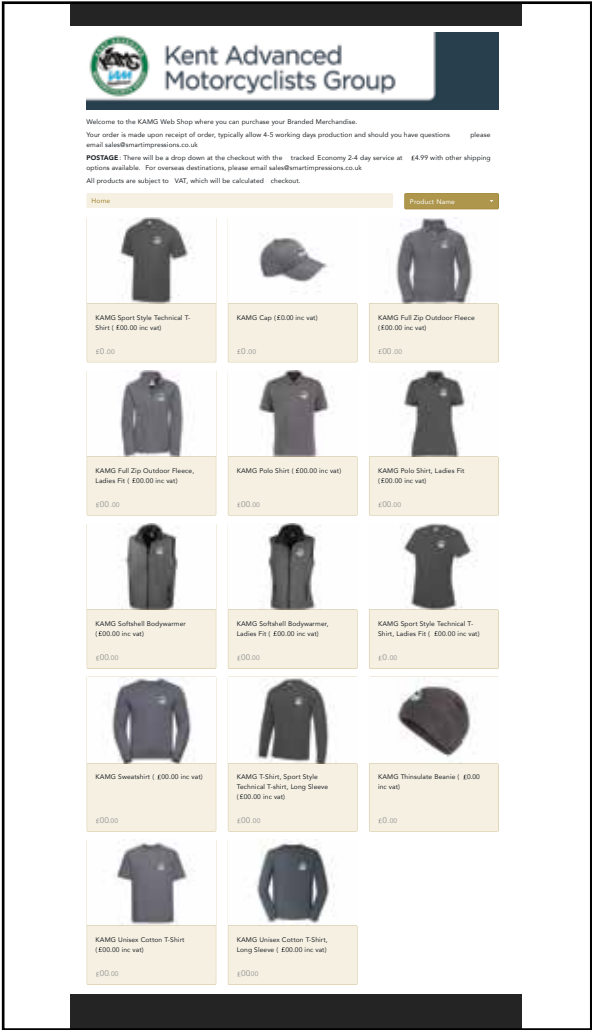 KAMG
IAM
Kent Advanced
Motorcyclists Group
Welcome to the KAMG Web Shop where you can purchase your Branded Merchandise.
Your order is made upon receipt of order, typically allow 4-5 working days production and should you have questions please
email sales@smartimpressions.co.uk
POSTAGE: There will be a drop down at the checkout with the tracked Economy 2-4 day service at £4.99 with other shipping
options available. For overseas destinations, please email sales@smartimpressions.co.uk
All products are subject to VAT, which will be calculated checkout.
Home
Product Name
KAMG Sport Style Technical T-
Shirt ( £00.00 inc vat)
£0.00
KAMG Cap (£0.00 inc vat)
£0.00
KAMG Full Zip Outdoor Fleece
(£00.00 inc vat)
£00.00
KAMG Full Zip Outdoor Fleece,
Ladies Fit ( £00.00 inc vat)
£00.00
KAMG Polo Shirt ( £00.00 inc vat)
£00.00
KAMG Polo Shirt, Ladies Fit
(£00.00 inc vat)
£00.00
KAMG Softshell Bodywarmer
(£00.00 inc vat)
£00.00
KAMG Softshell Bodywarmer,
Ladies Fit ( £00.00 inc vat)
£00.00
KAMG Sport Style Technical T-
Shirt, Ladies Fit ( £00.00 inc vat)
£0.00
KAMG Sweatshirt ( £00.00 inc vat)
£00.00
KAMG T-Shirt, Sport Style
Technical T-shirt, Long Sleeve
(£00.00 inc vat)
£00.00
KAMG Thinsulate Beanie ( £0.00
inc vat)
£0.00
KAMG Unisex Cotton T-Shirt
(£00.00 inc vat)
£00.00
KAMG Unisex Cotton T-Shirt,
Long Sleeve ( £00.00 inc vat)
£0000